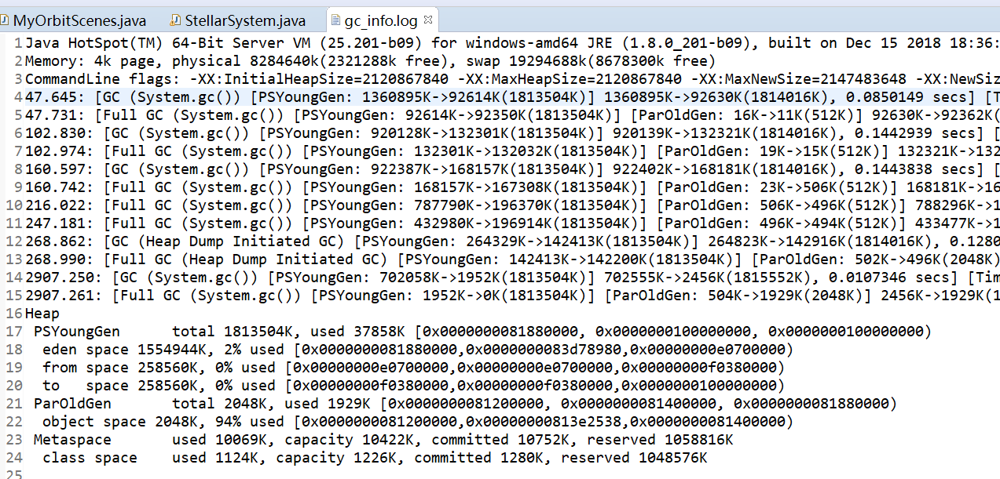 MyOrbitScenes.java StellarSystem.java gc_info.log
1 Java HotSpot(TM) 64-Bit Server VM (25.201-b09) for windows-amd64 JRE (1.8.0_201-b09), built on Dec 15 2018 18:36:
2 Memory: 4k page, physical 8284640k(2321288k free), swap 19294688k(8678300k free)
3 CommandLine flags: -XX:InitialHeapSize=2120867840 -XX:MaxHeapSize=2120867840 -XX:MaxNewSize=2147483648 -XX:NewSiz
4 47.645: [GC (System.gc()) [PSYoungGen: 1360895K->92614K(1813504K)] 1360895K->92630K(1814016K), 0.0850149 secs] [T
5 47.731: [Full GC (System.gc()) [PSYoungGen: 92614K->92350K(1813504K)] [ParOldGen: 16K->11K(512K)] 92630K->92362K(
6 102.830: [GC (System.gc()) [PSYoungGen: 920128K->132301K(1813504K)] 920139K->132321K(1814016K), 0.1442939 secs] [
7 102.974: [Full GC (System.gc()) [PSYoungGen: 132301K->132032K(1813504K)] [ParOldGen: 19K->15K(512K)] 132321K->132
8 160.597: [GC (System.gc()) [PSYoungGen: 922387K->168157K(1813504K)] 922402K->168181K(1814016K), 0.1443838 secs] [
9 160.742: [Full GC (System.gc()) [PSYoungGen: 168157K->167308K(1813504K)] [ParOldGen: 23K->506K(512K)] 168181K->16
10 216.022: [Full GC (System.gc()) [PSYoungGen: 787790K->196370K(1813504K)] [ParOldGen: 506K->496K(512K)] 788296K->1
11 247.181: [Full GC (System.gc()) [PSYoungGen: 432980K->196914K(1813504K)] [ParOldGen: 496K->494K(512K)] 433477K->1
12 268.862: [GC (Heap Dump Initiated GC) [PSYoungGen: 264329K->142413K(1813504K)] 264823K->142916K(1814016K), 0.1280
13 268.990: [Full GC (Heap Dump Initiated GC) [PSYoungGen: 142413K->142200K(1813504K)] [ParOldGen: 502K->496K(2048K)]
14 2907.250: [GC (System.gc()) [PSYoungGen: 702058K->1952K(1813504K)] 702555K->2456K(1815552K), 0.0107346 secs] [Tim
15 2907.261: [Full GC (System.gc()) [PSYoungGen: 1952K->0K(1813504K)] [ParOldGen: 504K->1929K(2048K)] 2456K->1929K(1
16 Heap
17 PSYoungGen total 1813504K, used 37858K [0x0000000081880000, 0x0000000100000000, 0x0000000100000000)
18 eden space 1554944K, 2% used [0x0000000081880000,0x0000000083d78980,0x00000000e0700000)
19 from space 258560K, 0% used [0x00000000e0700000,0x00000000e0700000,0x00000000f0380000)
20 to space 258560K, 0% used [0x00000000f0380000,0x00000000f0380000,0x0000000100000000)
21 ParOldGen total 2048K, used 1929K [0x0000000081200000, 0x0000000081400000, 0x0000000081880000)
22 object space 2048K, 94% used [0x0000000081200000,0x00000000813e2538,0x0000000081400000)
23 Metaspace used 10069K, capacity 10422K, committed 10752K, reserved 1058816K
24 class space used 1124K, capacity 1226K, committed 1280K, reserved 1048576K
25